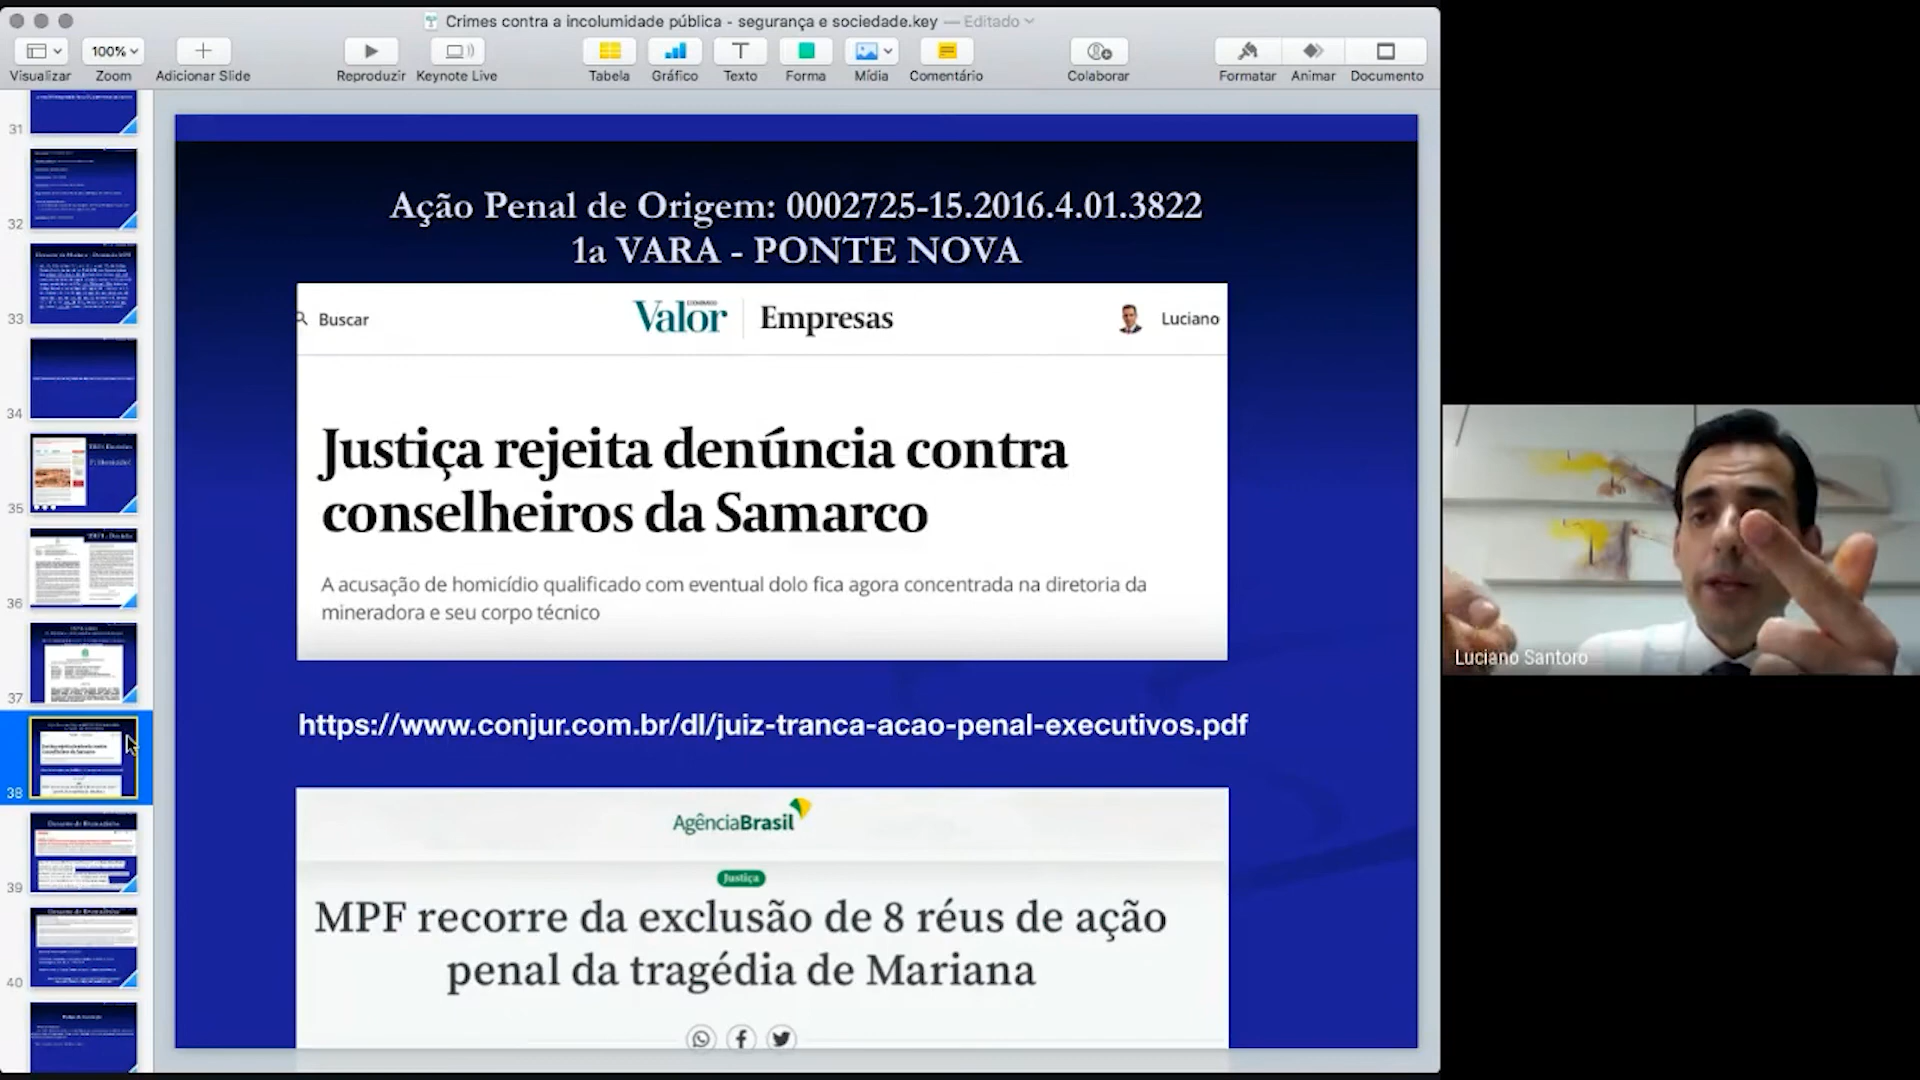 Crimes contra a incolumidade pública - segurança e sociedade.key — Editado
100%
Visualizar Zoom Adicionar Slide Reproduzir Keynote Live Tabela Gráfico Texto Forma Mídia Comentário Colaborar Formatar Animar Documento
31
32
33
34
35
36
37
38
39
40
Ação Penal de Origem: 0002725-15.2016.4.01.3822
1a VARA - PONTE NOVA
Buscar Valor Empresas Luciano
Justiça rejeita denúncia contra
conselheiros da Samarco
A acusação de homicídio qualificado com eventual dolo fica agora concentrada na diretoria da
mineradora e seu corpo técnico
https://www.conjur.com.br/dl/juiz-tranca-acao-penal-executivos.pdf
AgênciaBrasil
Justiça
MPF recorre da exclusão de 8 réus de ação
penal da tragédia de Mariana
Luciano Santoro